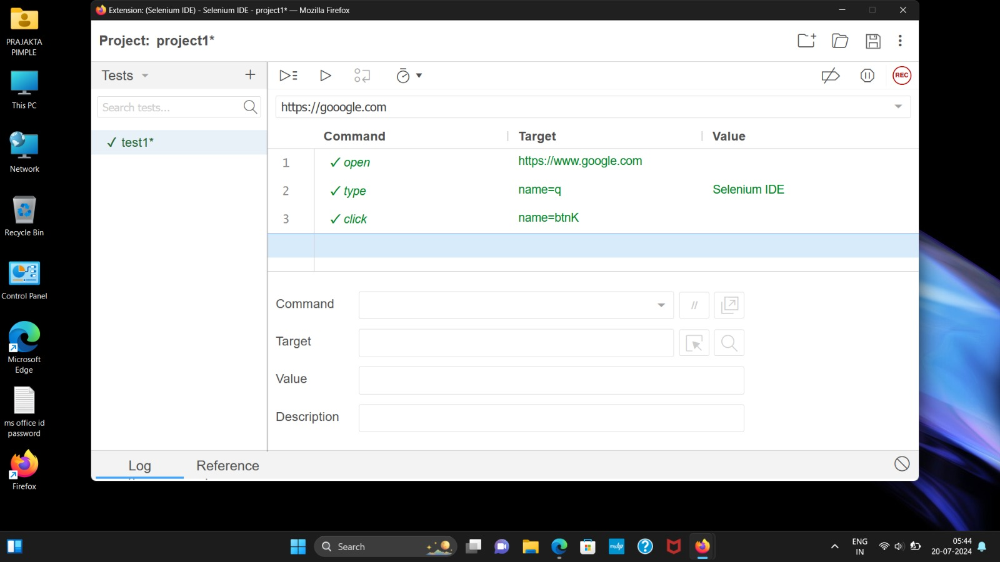 Extension: (Selenium IDE) - Selenium IDE - project1* — Mozilla Firefox
PRAJAKTA
PIMPLE
This PC
Network
Recycle Bin
Control Panel
Microsoft
Edge
ms office id
password
Firefox
Project: project1*
Tests
Search tests...
✓ test1*
REC
https://gooogle.com
Command Target Value
1 ✓ open https://www.google.com
2 ✓ type name=q Selenium IDE
3 ✓ click name=btnK
Command //
Target
Value
Description
Log Reference
Search
myhp
?
ENG
IN
05:44
20-07-2024